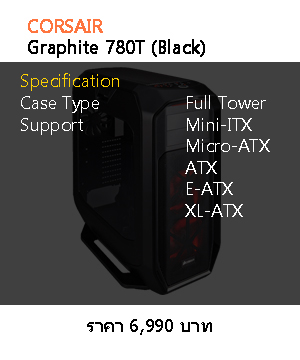 CORSAIR
Graphite 780T (Black)
Specification
Case Type Full Tower
Support Mini-ITX
Micro-ATX
ATX
E-ATX
XL-ATX
ราคา 6,990 บาท